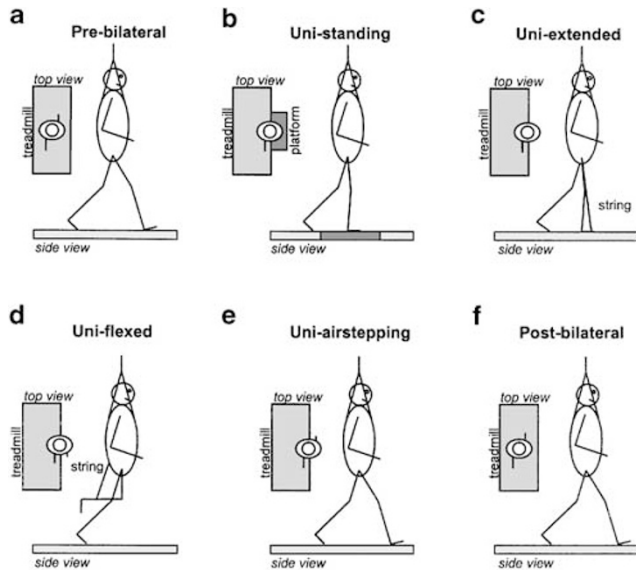 a
Pre-bilateral
top view
treadmill
side view
b
Uni-standing
top view
treadmill
platform
side view
c
Uni-extended
top view
treadmill
string
side view
d
Uni-flexed
top view
treadmill
string
side view
e
Uni-airstepping
top view
treadmill
side view
f
Post-bilateral
top view
treadmill
side view